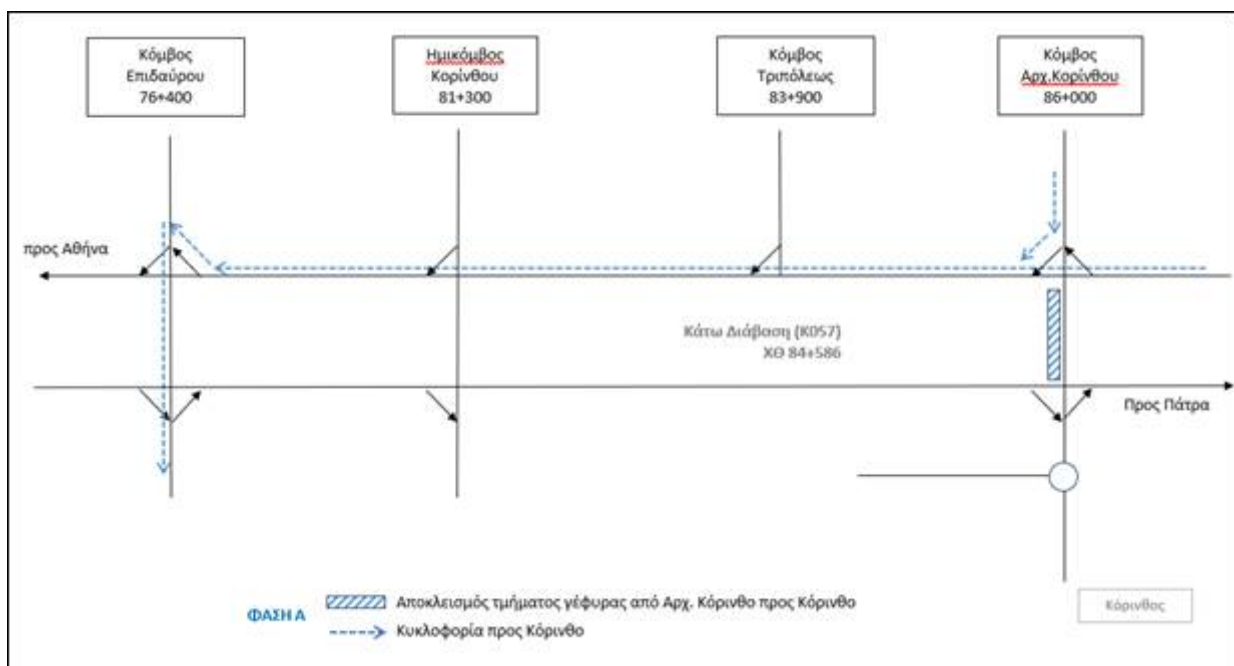 Κόμβος
Επιδαύρου
76+400
Ημικόμβος
Κορίνθου
81+300
Κόμβος
Τριπόλεως
83+900
Κόμβος
Αρχ.Κορίνθου
86+000
προς Αθήνα
Κάτω Διάβαση (Κ057)
ΧΘ 84+586
Προς Πάτρα
ΦΑΣΗ Α
Αποκλεισμός τμήματος γέφυρας από Αρχ. Κόρινθο προς Κόρινθο
Κυκλοφορία προς Κόρινθο
Κόρινθος